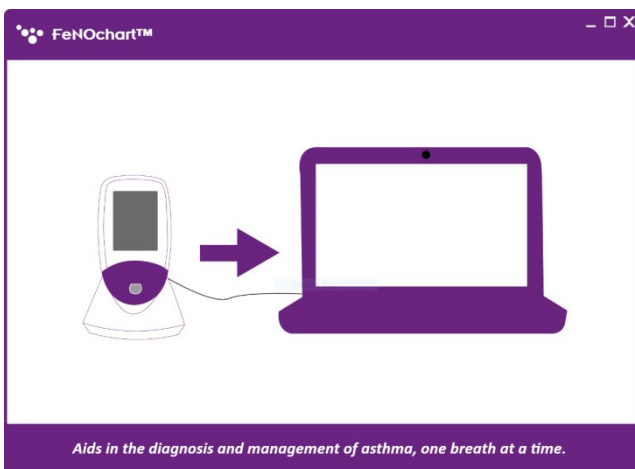 FeNOchart™
Aids in the diagnosis and management of asthma, one breath at a time.